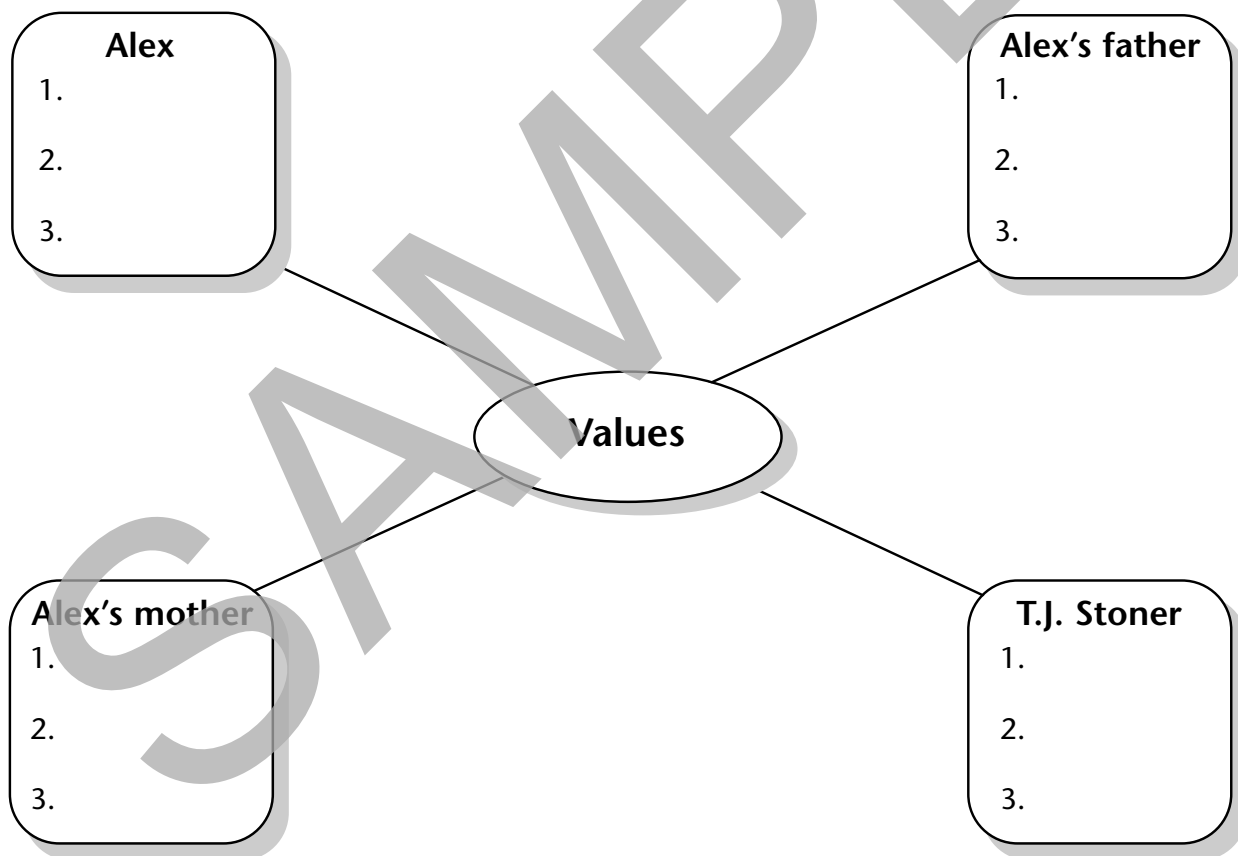 Alex
1.
2.
3.
Alex's father
1.
2.
3.
Values
Alex's mother
1.
2.
3.
T.J. Stoner
1.
2.
3.
SAMPLE